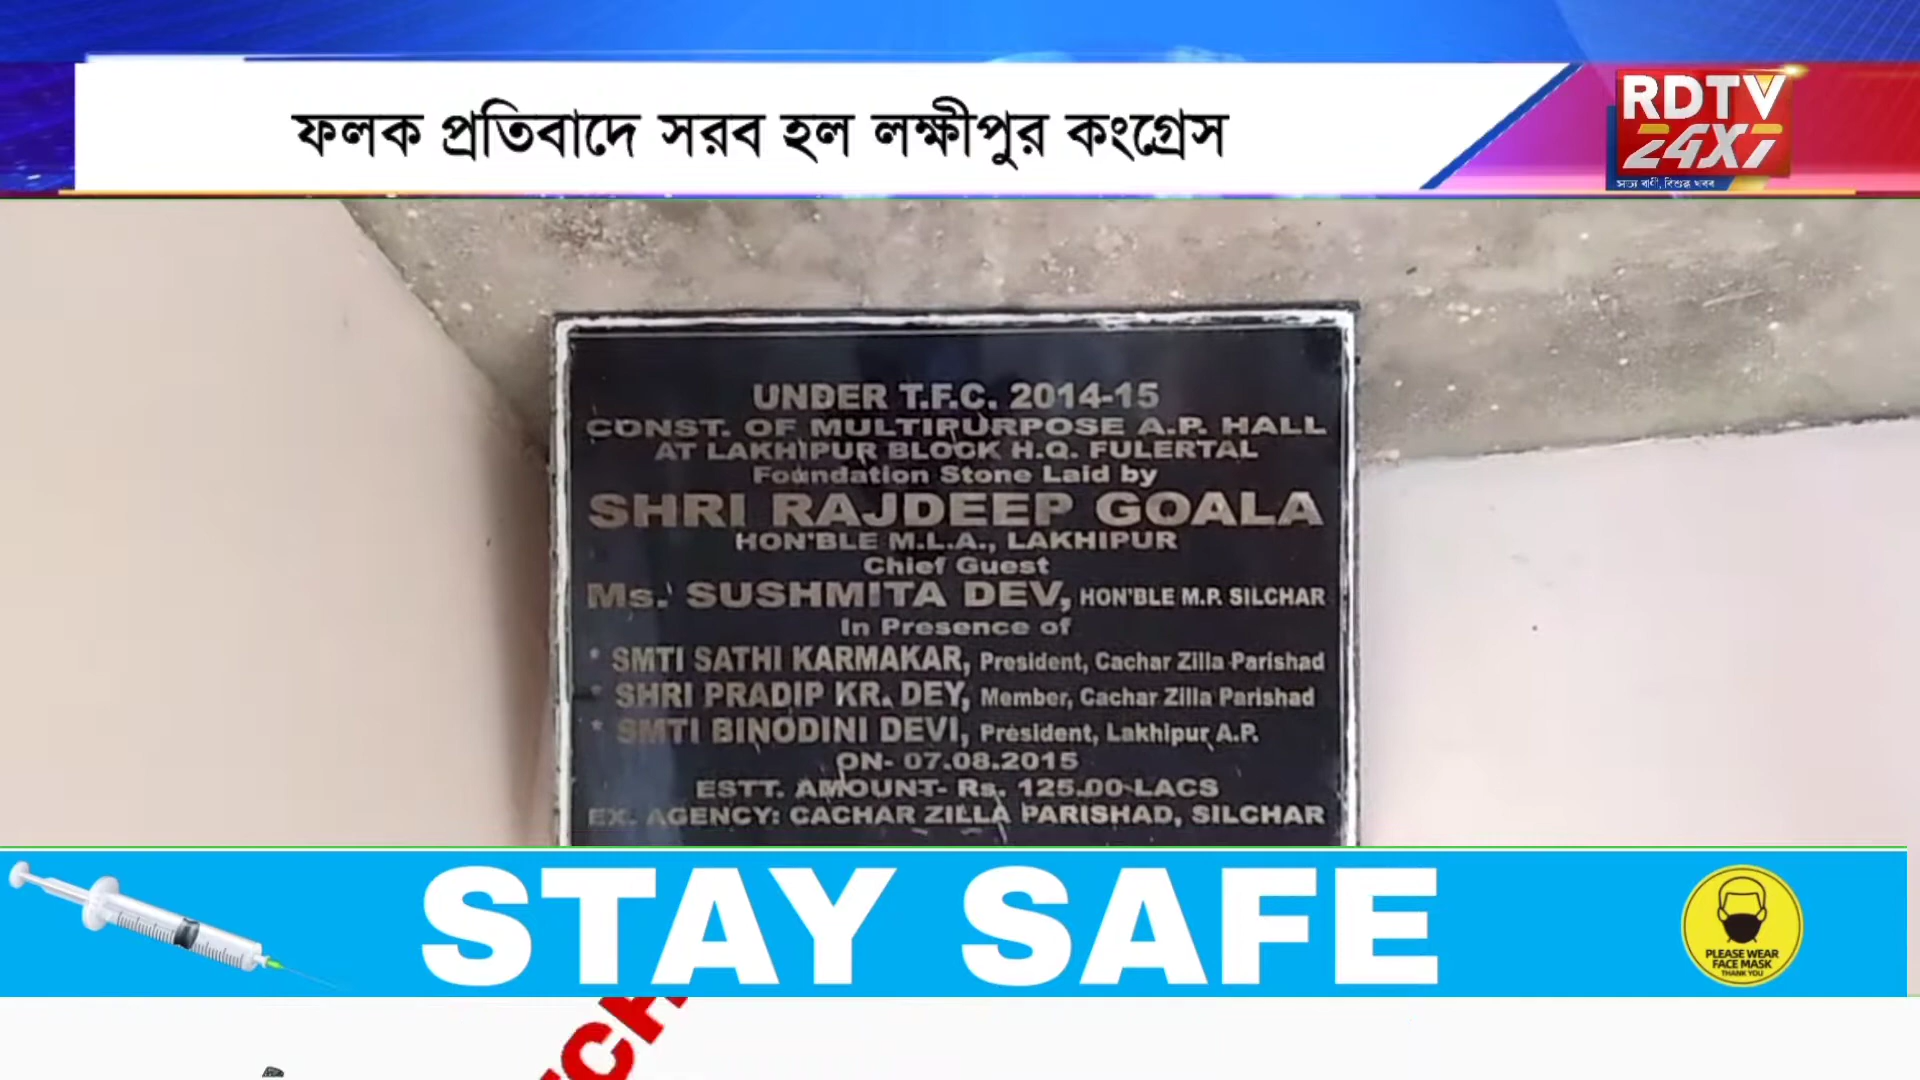 ফলক প্রতিবাদে সরব হল লক্ষীপুর কংগ্রেস
RDTV
24X7
UNDER T.F.C. 2014-15
CONST. OF MULTIPURPOSE A.P. HALL
AT LAKHIPUR BLOCK H.Q. FULERTAL
Foundation Stone Laid by
SHRI RAJDEEP GOALA
HON'BLE M.L.A., LAKHIPUR
Chief Guest
Ms. SUSHMITA DEV, HON'BLE M.P. SILCHAR
In Presence of
* SMTI SATHI KARMAKAR, President, Cachar Zilla Parishad
* SHRI PRADIP KR. DEY, Member, Cachar Zilla Parishad
* SMTI BINODINI DEVI, President, Lakhipur A.P.
ON- 07.08.2015
ESTT. AMOUNT- Rs. 125.00 LACS
EX. AGENCY: CACHAR ZILLA PARISHAD, SILCHAR
STAY SAFE
PLEASE WEAR
FACE MASK
THANK YOU